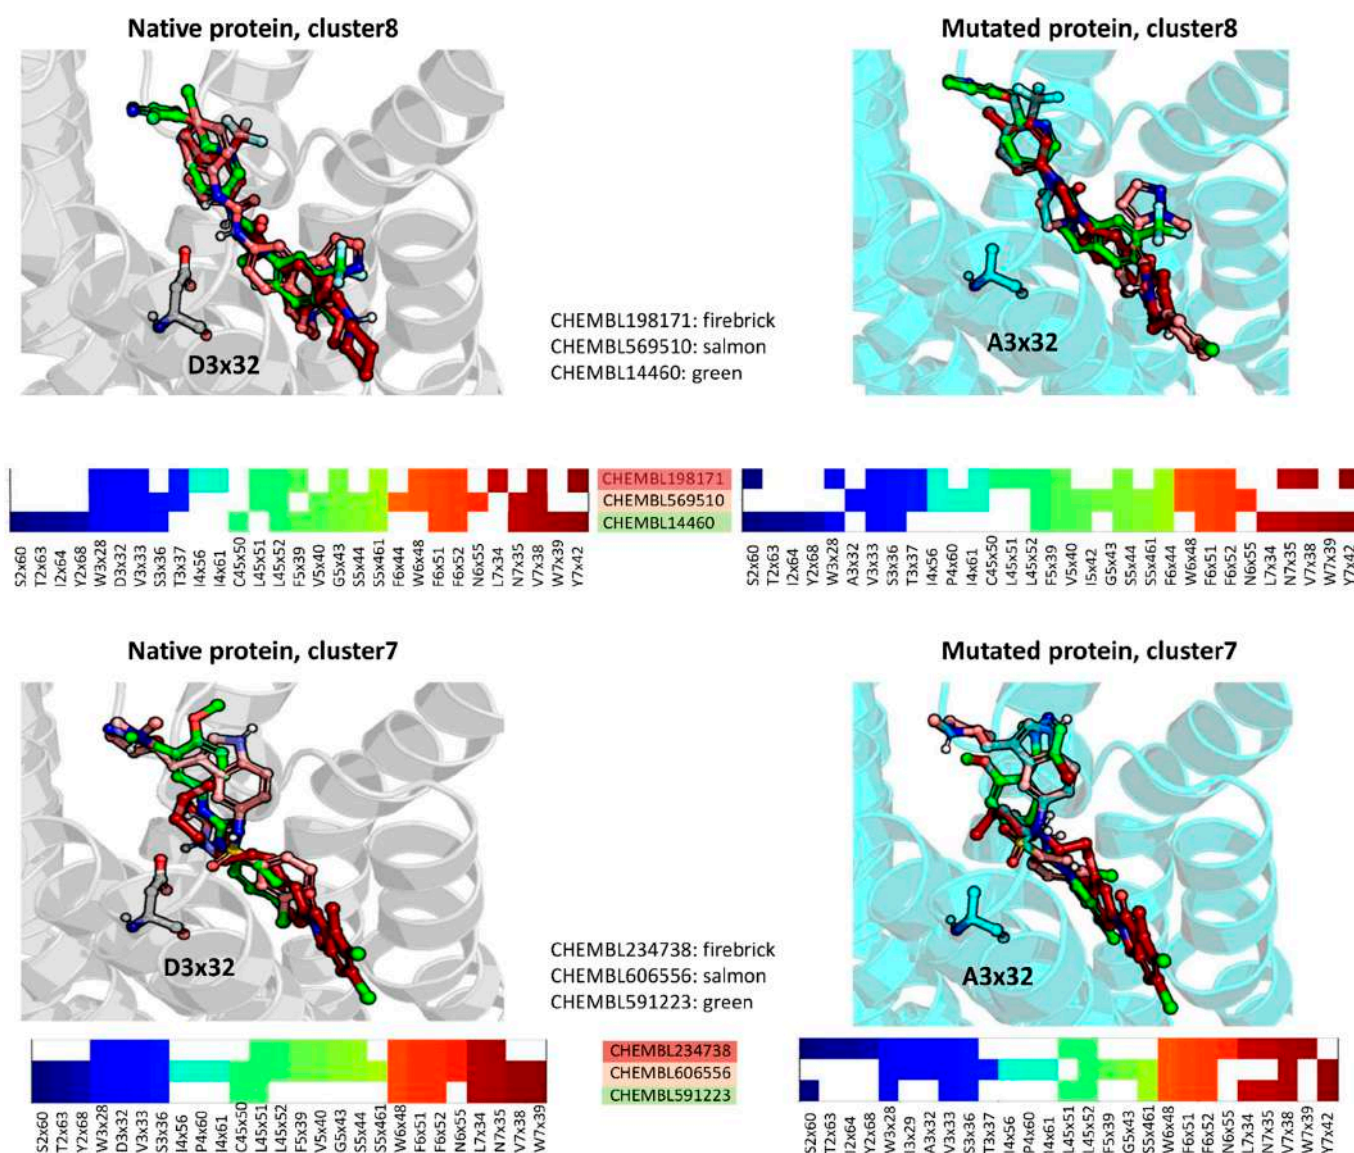 Native protein, cluster8
Mutated protein, cluster8
D3x32
CHEMBL198171: firebrick
CHEMBL569510: salmon
CHEMBL14460: green
A3x32
CHEMBL198171
CHEMBL569510
CHEMBL14460
S2x60 T2x63 I2x64 Y2x68 W3x28 D3x32 V3x33 S3x36 T3x37 I4x56 I4x61 C45x50 L45x51 L45x52 F5x39 V5x40 G5x43 S5x44 S5x461 F6x44 W6x48 F6x51 F6x52 N6x55 L7x34 N7x35 V7x38 W7x39 Y7x42
S2x60 T2x63 I2x64 Y2x68 W3x28 A3x32 V3x33 S3x36 T3x37 I4x56 P4x60 I4x61 C45x50 L45x51 L45x52 F5x39 V5x40 I5x42 G5x43 S5x44 S5x461 F6x44 W6x48 F6x51 F6x52 N6x55 L7x34 N7x35 V7x38 W7x39 Y7x42
Native protein, cluster7
Mutated protein, cluster7
D3x32
CHEMBL234738: firebrick
CHEMBL606556: salmon
CHEMBL591223: green
A3x32
CHEMBL234738
CHEMBL606556
CHEMBL591223
S2x60 T2x63 Y2x68 W3x28 D3x32 V3x33 S3x36 I4x56 P4x60 I4x61 C45x50 L45x51 L45x52 F5x39 V5x40 G5x43 S5x44 S5x461 W6x48 F6x51 F6x52 N6x55 L7x34 N7x35 V7x38 W7x39
S2x60 T2x63 I2x64 Y2x68 W3x28 I3x29 A3x32 V3x33 S3x36 T3x37 I4x56 P4x60 I4x61 L45x51 L45x52 F5x39 G5x43 S5x461 W6x48 F6x51 F6x52 N6x55 L7x34 N7x35 V7x38 W7x39 Y7x42